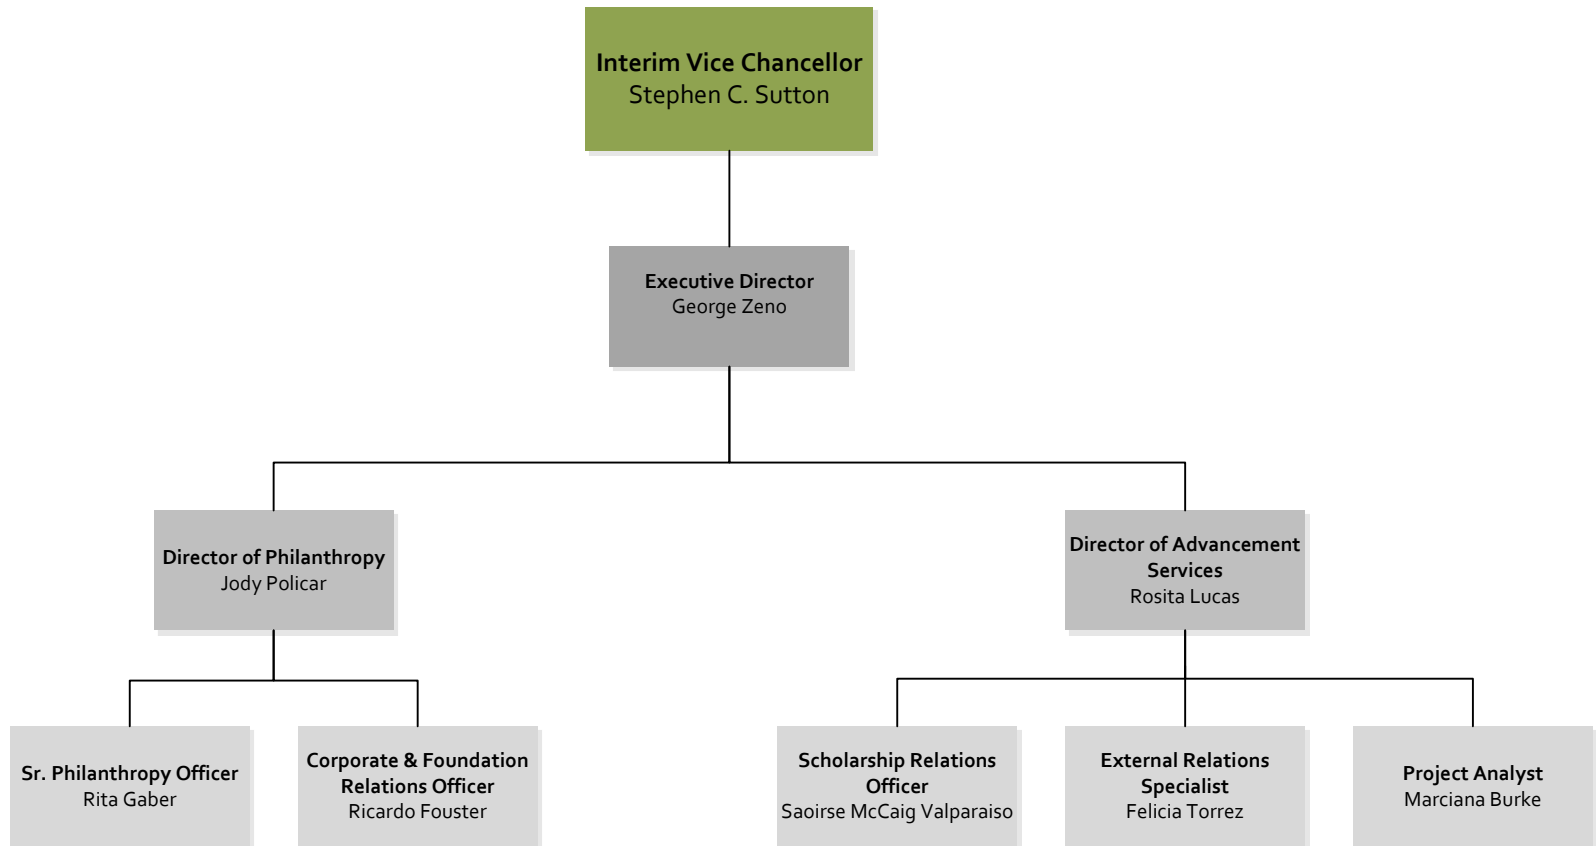 Interim Vice Chancellor
Stephen C. Sutton
Executive Director
George Zeno
Director of Philanthropy
Jody Policar
Director of Advancement
Services
Rosita Lucas
Sr. Philanthropy Officer
Rita Gaber
Corporate & Foundation
Relations Officer
Ricardo Fouster
Scholarship Relations
Officer
Saoirse McCaig Valparaiso
External Relations
Specialist
Felicia Torrez
Project Analyst
Marciana Burke